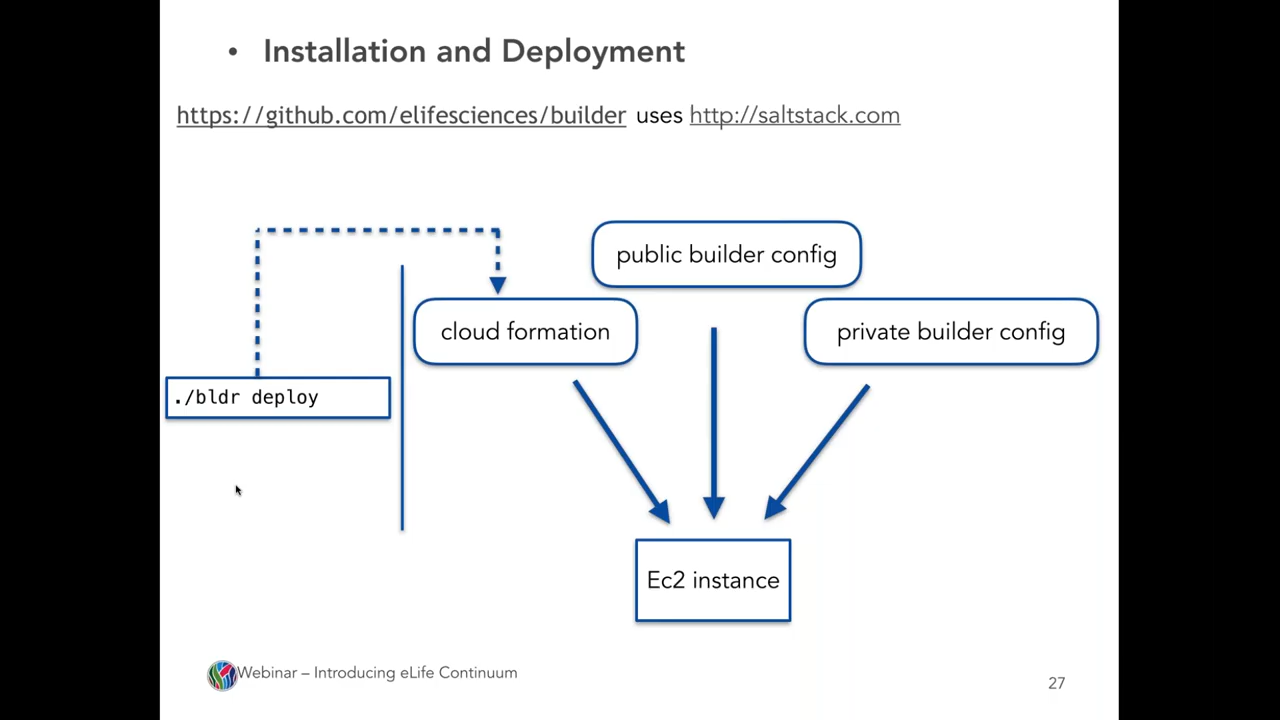 • Installation and Deployment
https://github.com/elifesciences/builder uses http://saltstack.com
public builder config
cloud formation
private builder config
./bldr deploy
Ec2 instance
Webinar – Introducing eLife Continuum
27